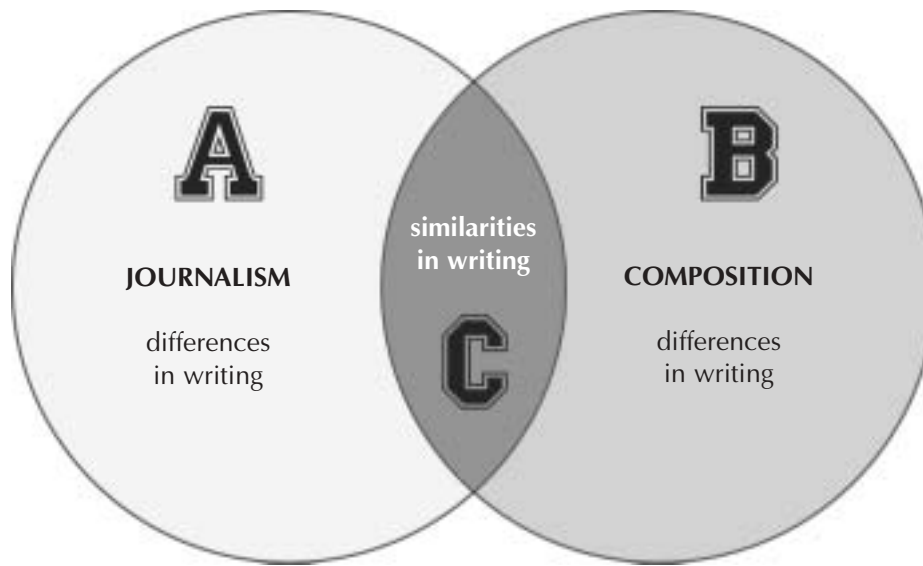 A
JOURNALISM
differences
in writing
similarities
in writing
C
B
COMPOSITION
differences
in writing